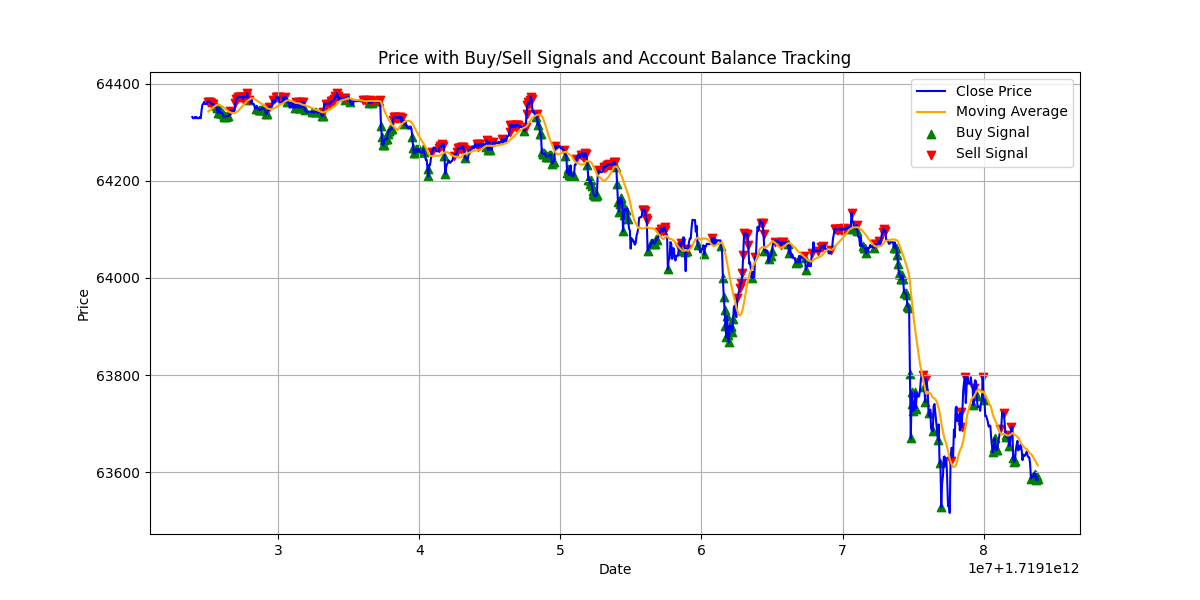 Price with Buy/Sell Signals and Account Balance Tracking
64400
64200
64000
63800
63600
Price
Close Price
Moving Average
Buy Signal
Sell Signal
3 4 5 6 7 8
Date
1e7+1.7191e12